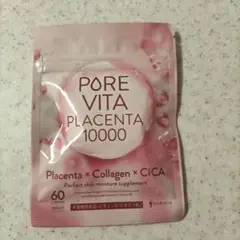 PORE
VITA
PLACENTA
10000
Placenta × Collagen × CICA
Perfect skin moisture supplement
60